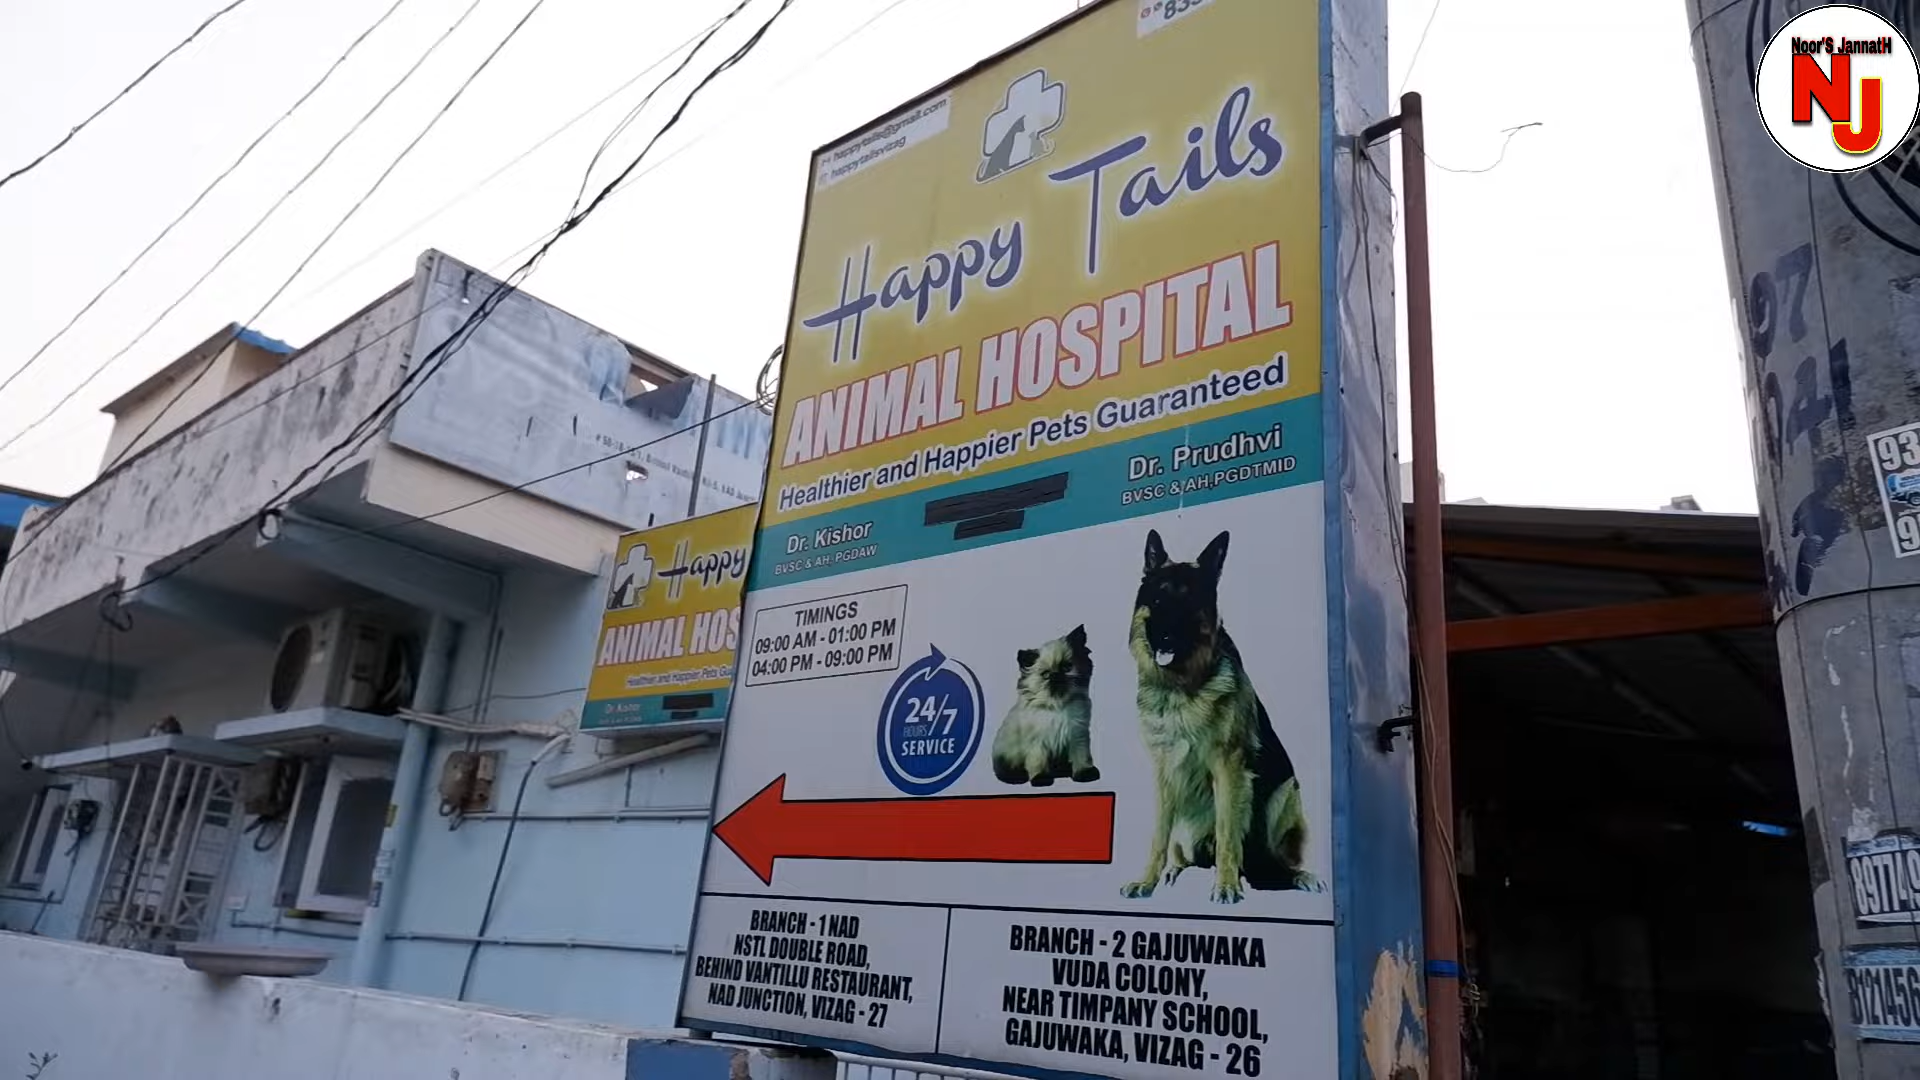 Noor'S JannatH
NJ
happytails@gmail.com
happytailsvizag
Happy Tails
ANIMAL HOSPITAL
Healthier and Happier Pets Guaranteed
Dr. Kishor
BVSC & AH, PGDAW
Dr. Prudhvi
BVSC & AH,PGDTMID
TIMINGS
09:00 AM - 01:00 PM
04:00 PM - 09:00 PM
24/7
HOURS
SERVICE
BRANCH - 1 NAD
NSTL DOUBLE ROAD,
BEHIND VANTILLU RESTAURANT,
NAD JUNCTION, VIZAG - 27
BRANCH - 2 GAJUWAKA
VUDA COLONY,
NEAR TIMPANY SCHOOL,
GAJUWAKA, VIZAG - 26
Happy
ANIMAL HOS
Healthier and Happier Pets
Dr. Kishor
93
9
89774